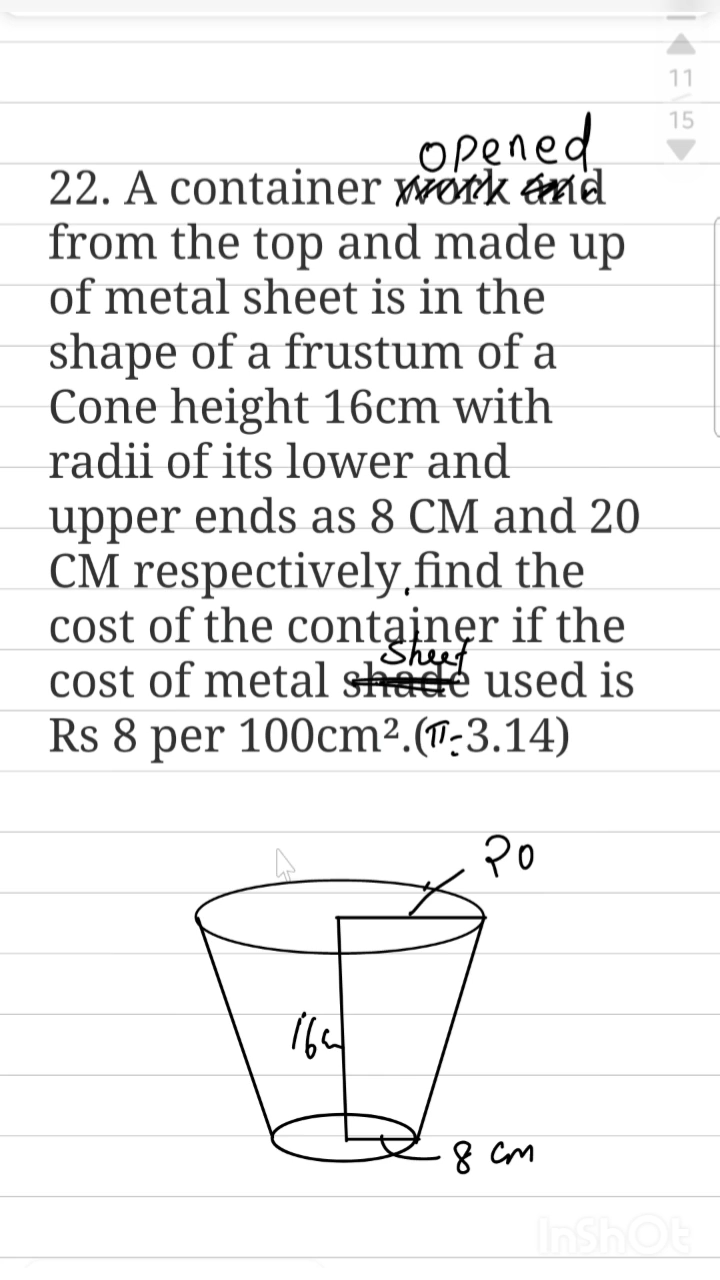 11
15
opened
22. A container work and
from the top and made up
of metal sheet is in the
shape of a frustum of a
Cone height 16cm with
radii of its lower and
upper ends as 8 CM and 20
CM respectively, find the
cost of the container if the
sheet
cost of metal shade used is
Rs 8 per 100cm².(π=3.14)
20
16cm
8 cm
InShOt